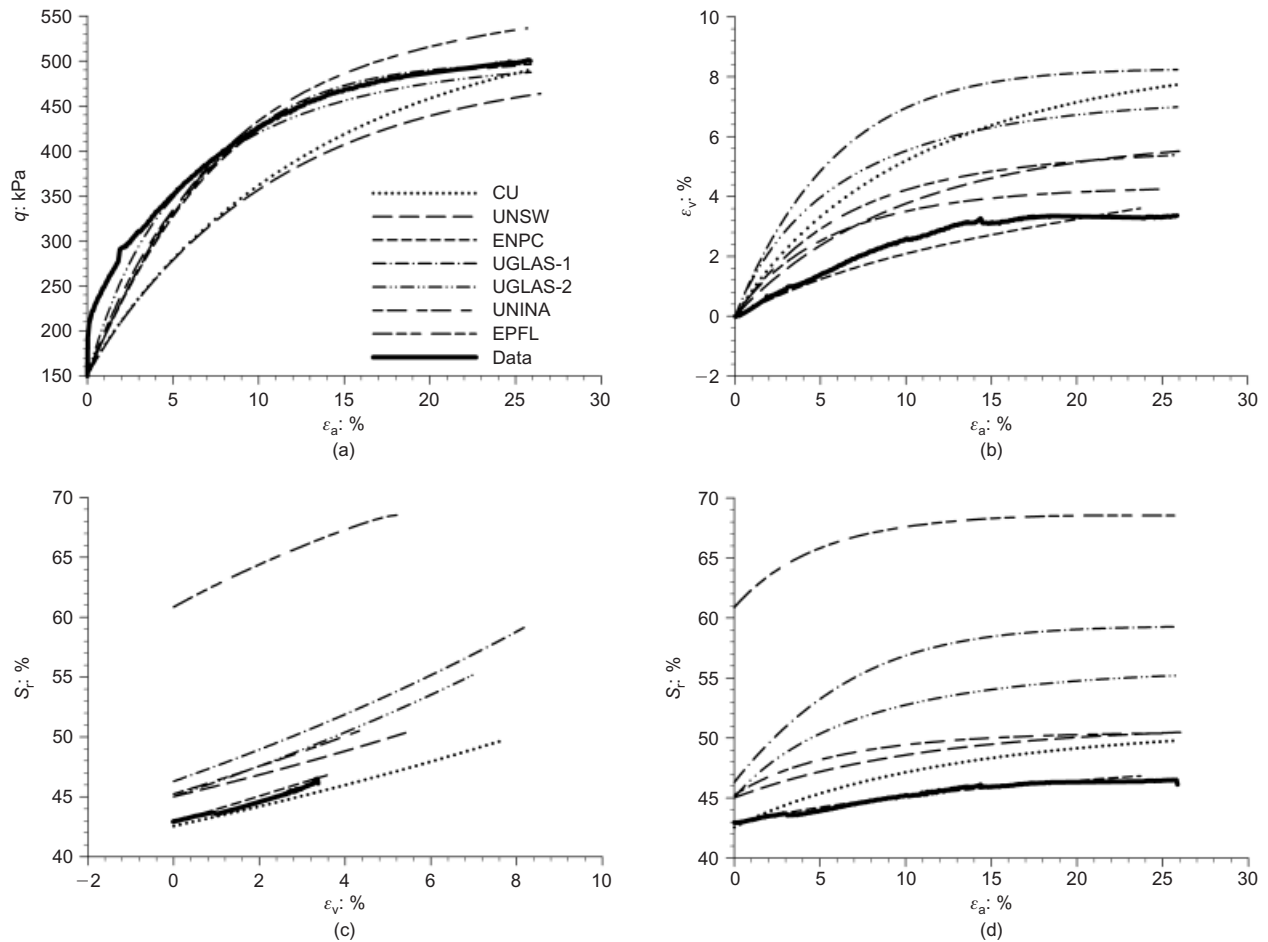 550
500
450
400
350
300
250
200
150
q: kPa
CU
UNSW
ENPC
UGLAS-1
UGLAS-2
UNINA
EPFL
Data
0 5 10 15 20 25 30
εa: %
(a)
10
8
6
4
2
0
−2
εv: %
0 5 10 15 20 25 30
εa: %
(b)
70
65
60
55
50
45
40
Sr: %
−2 0 2 4 6 8 10
εv: %
(c)
70
65
60
55
50
45
40
Sr: %
0 5 10 15 20 25 30
εa: %
(d)